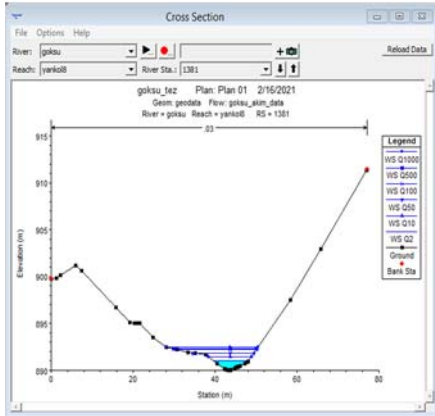 Cross Section
File Options Help
River: goksu
Reload Data
Reach: yankol8 River Sta.: 1381
goksu_tez Plan: Plan 01 2/16/2021
Geom: geodata Flow: goksu_akim_data
River = goksu Reach = yankol8 RS = 1381
.03
Legend
WS Q1000
WS Q500
WS Q100
WS Q50
WS Q10
WS Q2
Ground
Bank Sta
915
910
905
900
895
890
Elevation (m)
0 20 40 60 80
Station (m)